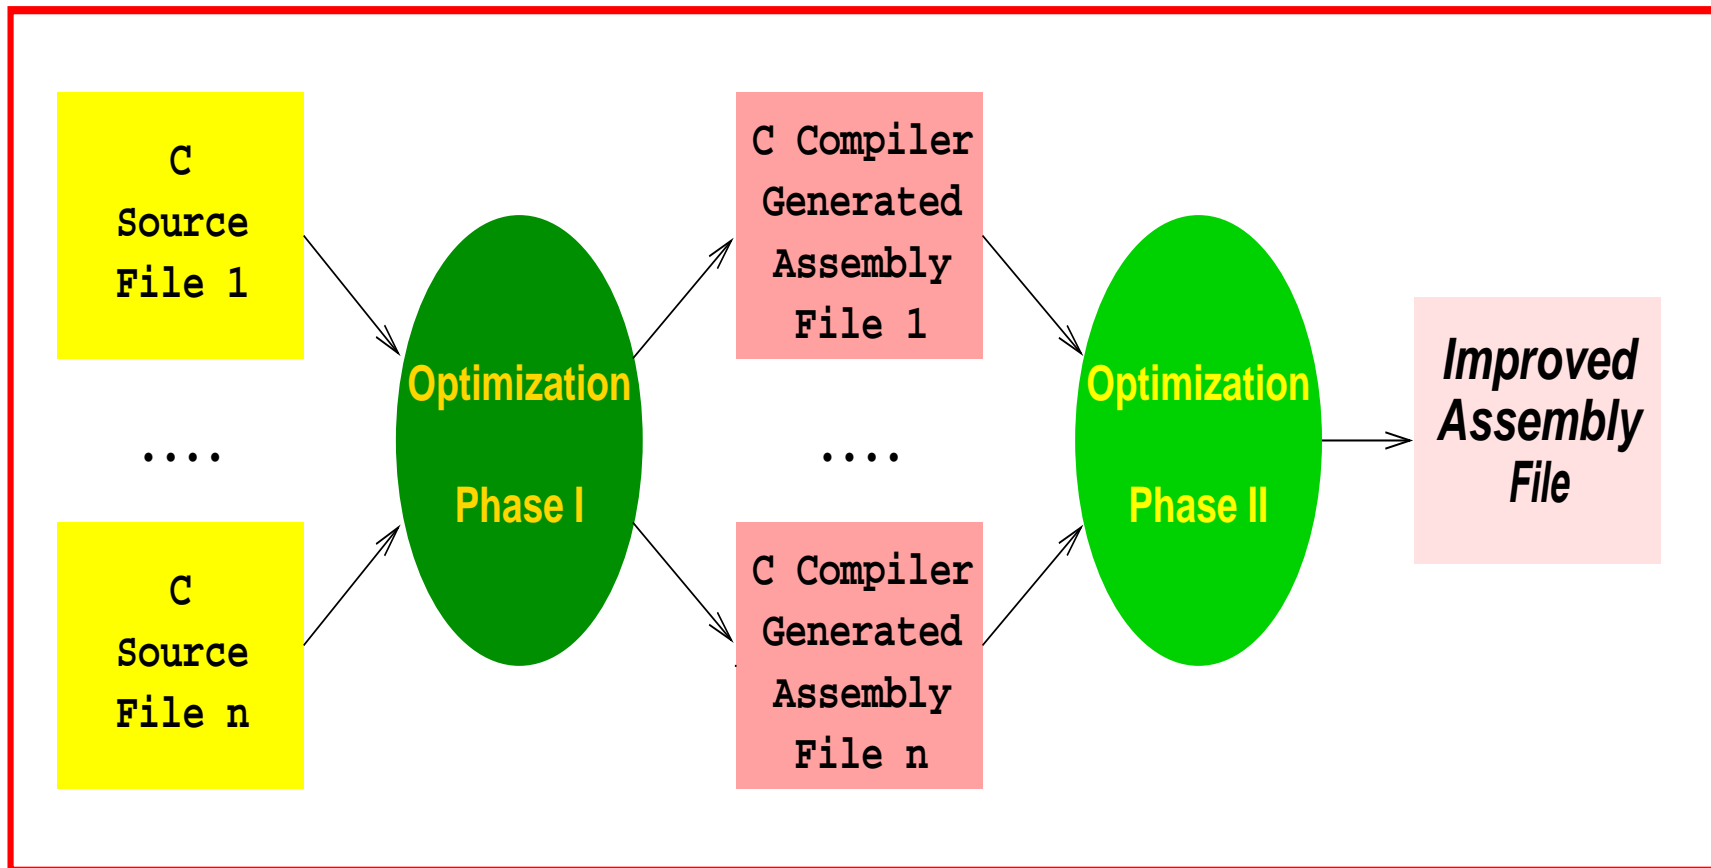 C
Source
File 1
....
C
Source
File n
Optimization
Phase I
C Compiler
Generated
Assembly
File 1
....
C Compiler
Generated
Assembly
File n
Optimization
Phase II
Improved
Assembly
File